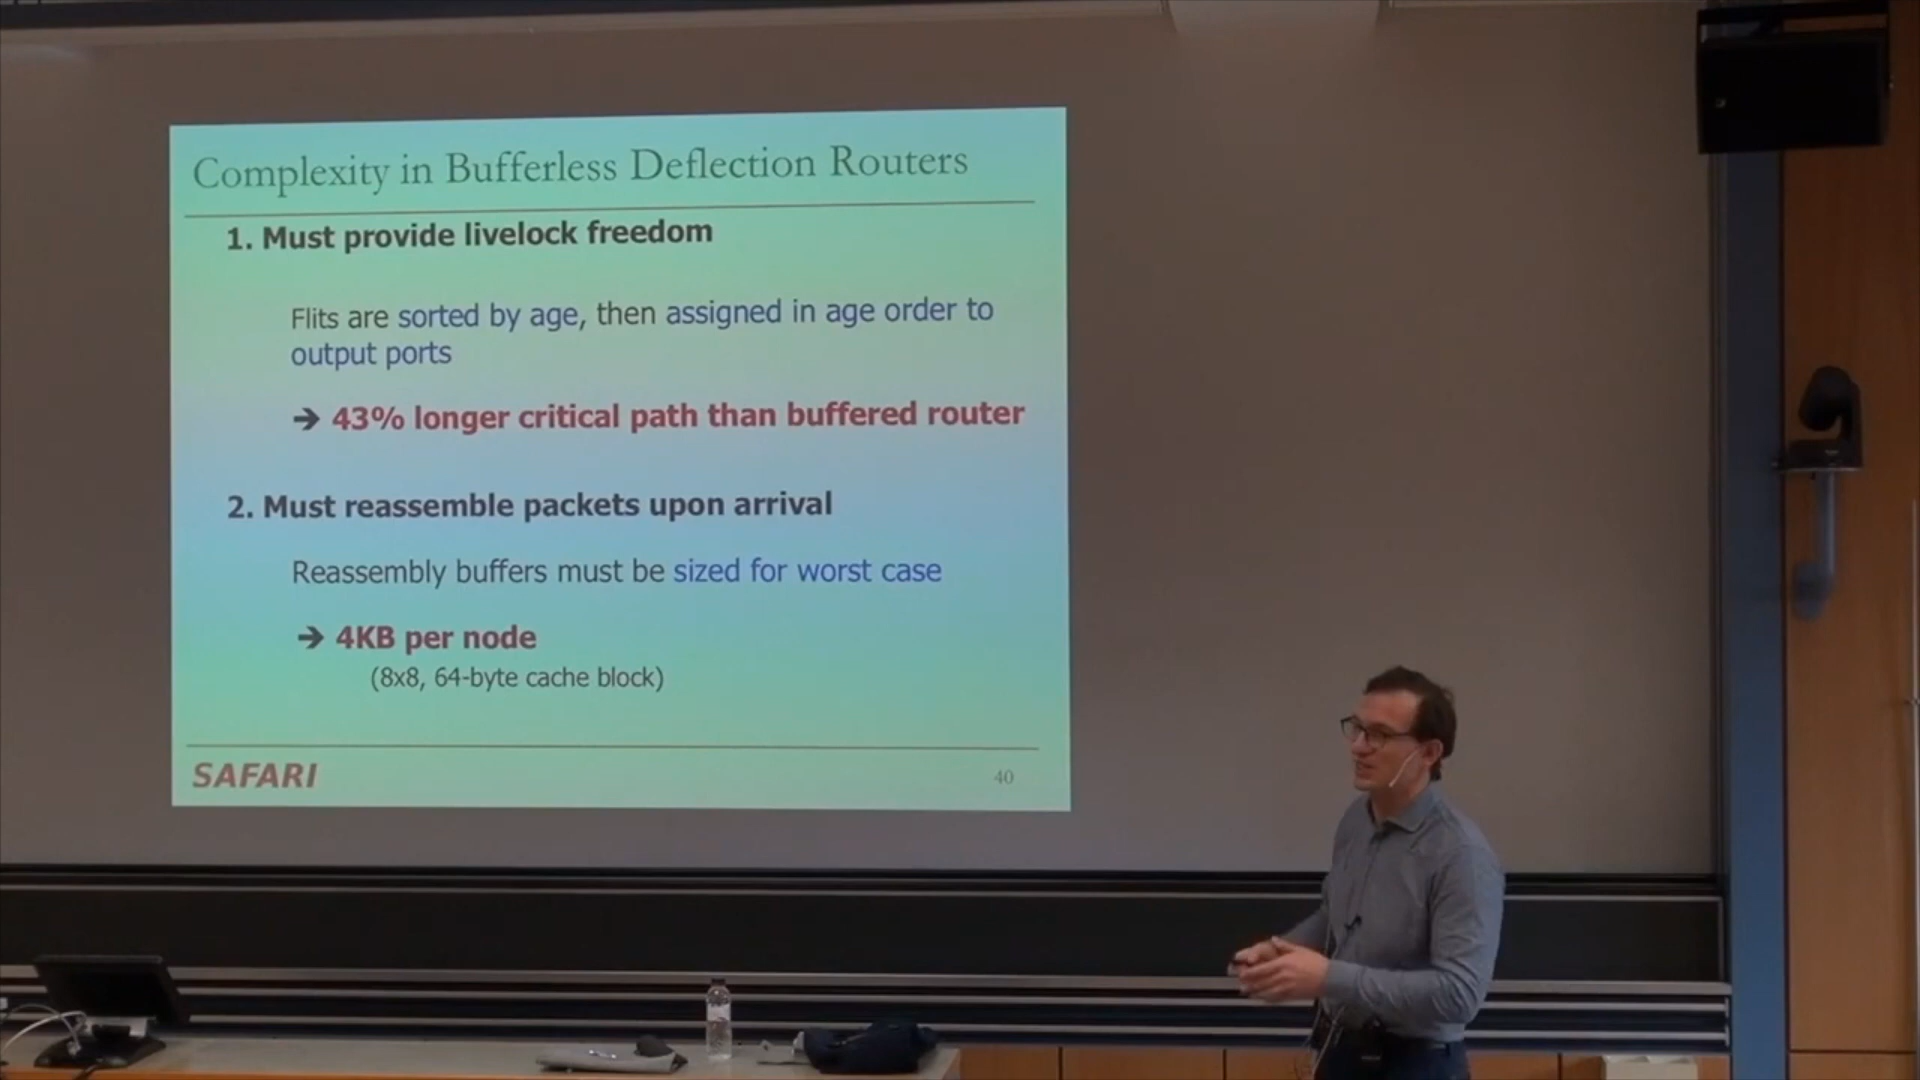 Complexity in Bufferless Deflection Routers
1. Must provide livelock freedom
Flits are sorted by age, then assigned in age order to
output ports
➔ 43% longer critical path than buffered router
2. Must reassemble packets upon arrival
Reassembly buffers must be sized for worst case
➔ 4KB per node
(8x8, 64-byte cache block)
SAFARI
40